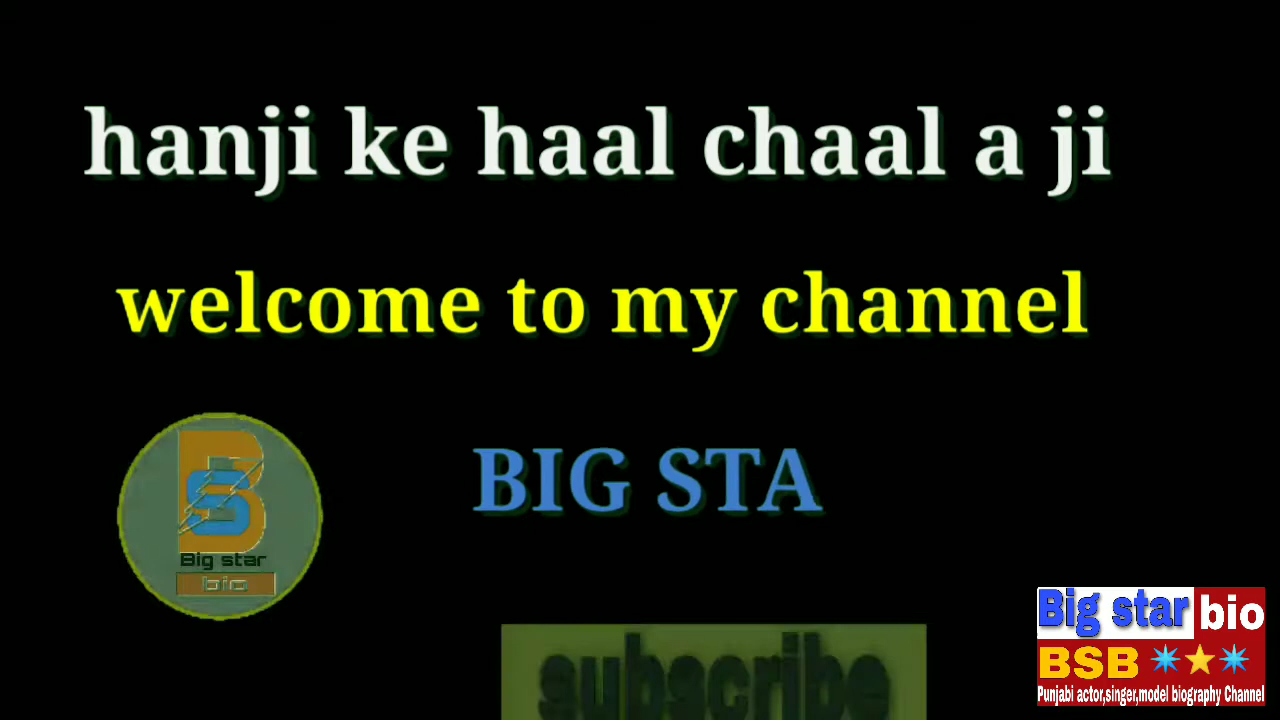 hanji ke haal chaal a ji
welcome to my channel
BIG STA
BS
Big star
bio
subscribe
Big star bio
BSB
Punjabi actor,singer,model biography Channel